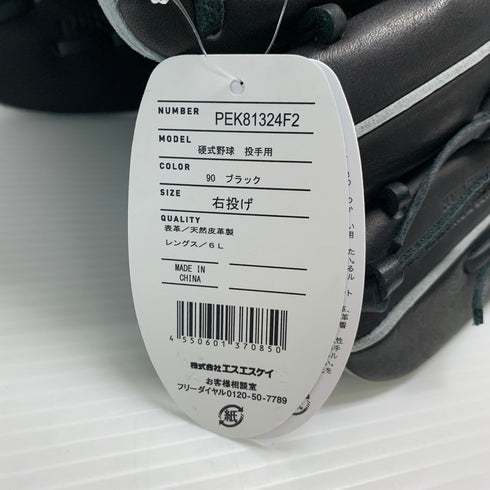 NUMBER PEK81324F2
MODEL
硬式野球 投手用
COLOR
90 ブラック
SIZE 右投げ
QUALITY
表革／天然皮革製
レングス／6L
MADE IN
CHINA
4 550601 370850
株式会社エスエスケイ
お客様相談室
フリーダイヤル0120-50-7789
紙